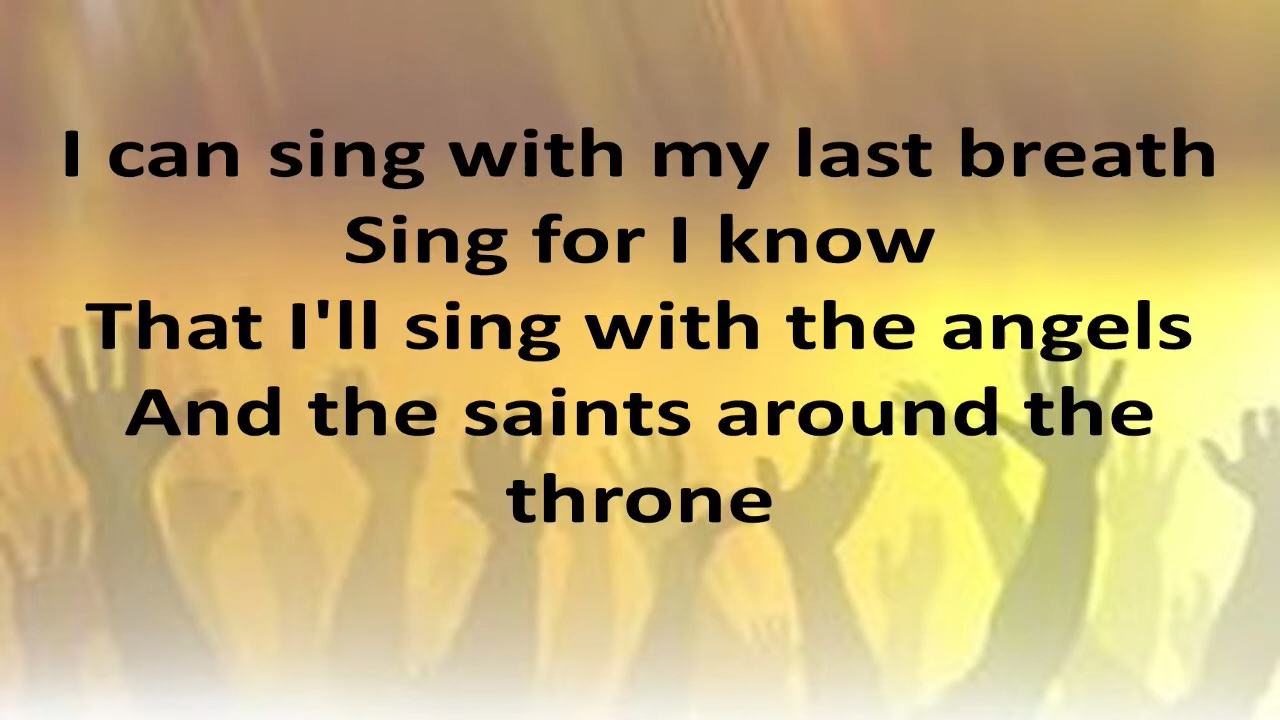 I can sing with my last breath
Sing for I know
That I'll sing with the angels
And the saints around the
throne